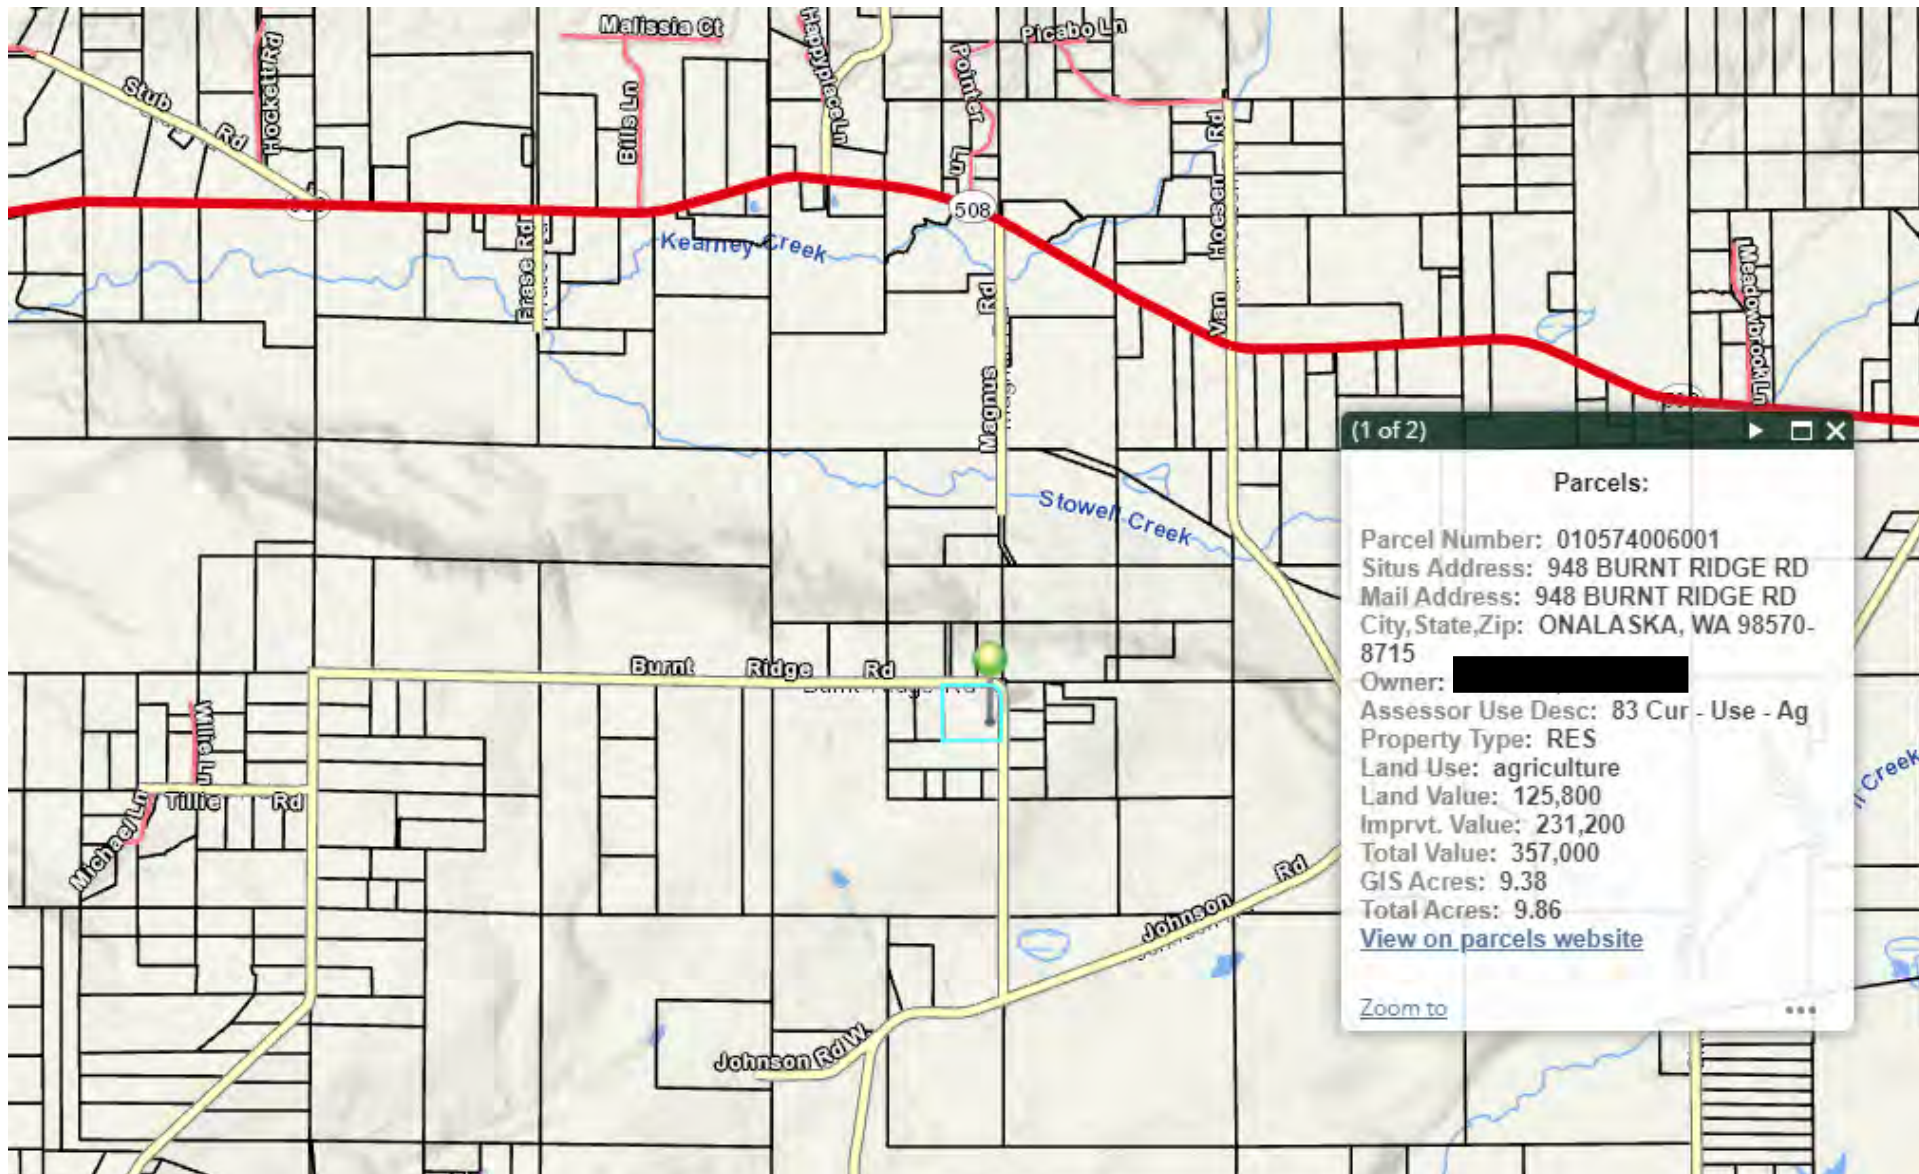 Malissia Ct
Happyplace Ln
Picabo Ln
Pointer
Ln
Hockett Rd
Stub
Rd
Bills Ln
Rd
Hoesen
Van
508
Frase Rd
Kearney Creek
Rd
Magnus
Meadowbrook Ln
Stowell Creek
Burnt Ridge Rd
Burnt Ridge Rd
Willie Ln
Tillie Rd
Michael Ln
Johnson Rd
Johnson Rd W.
Creek
(1 of 2)
Parcels:
Parcel Number: 010574006001
Situs Address: 948 BURNT RIDGE RD
Mail Address: 948 BURNT RIDGE RD
City,State,Zip: ONALASKA, WA 98570-
8715
Owner:
Assessor Use Desc: 83 Cur - Use - Ag
Property Type: RES
Land Use: agriculture
Land Value: 125,800
Imprvt. Value: 231,200
Total Value: 357,000
GIS Acres: 9.38
Total Acres: 9.86
View on parcels website
Zoom to